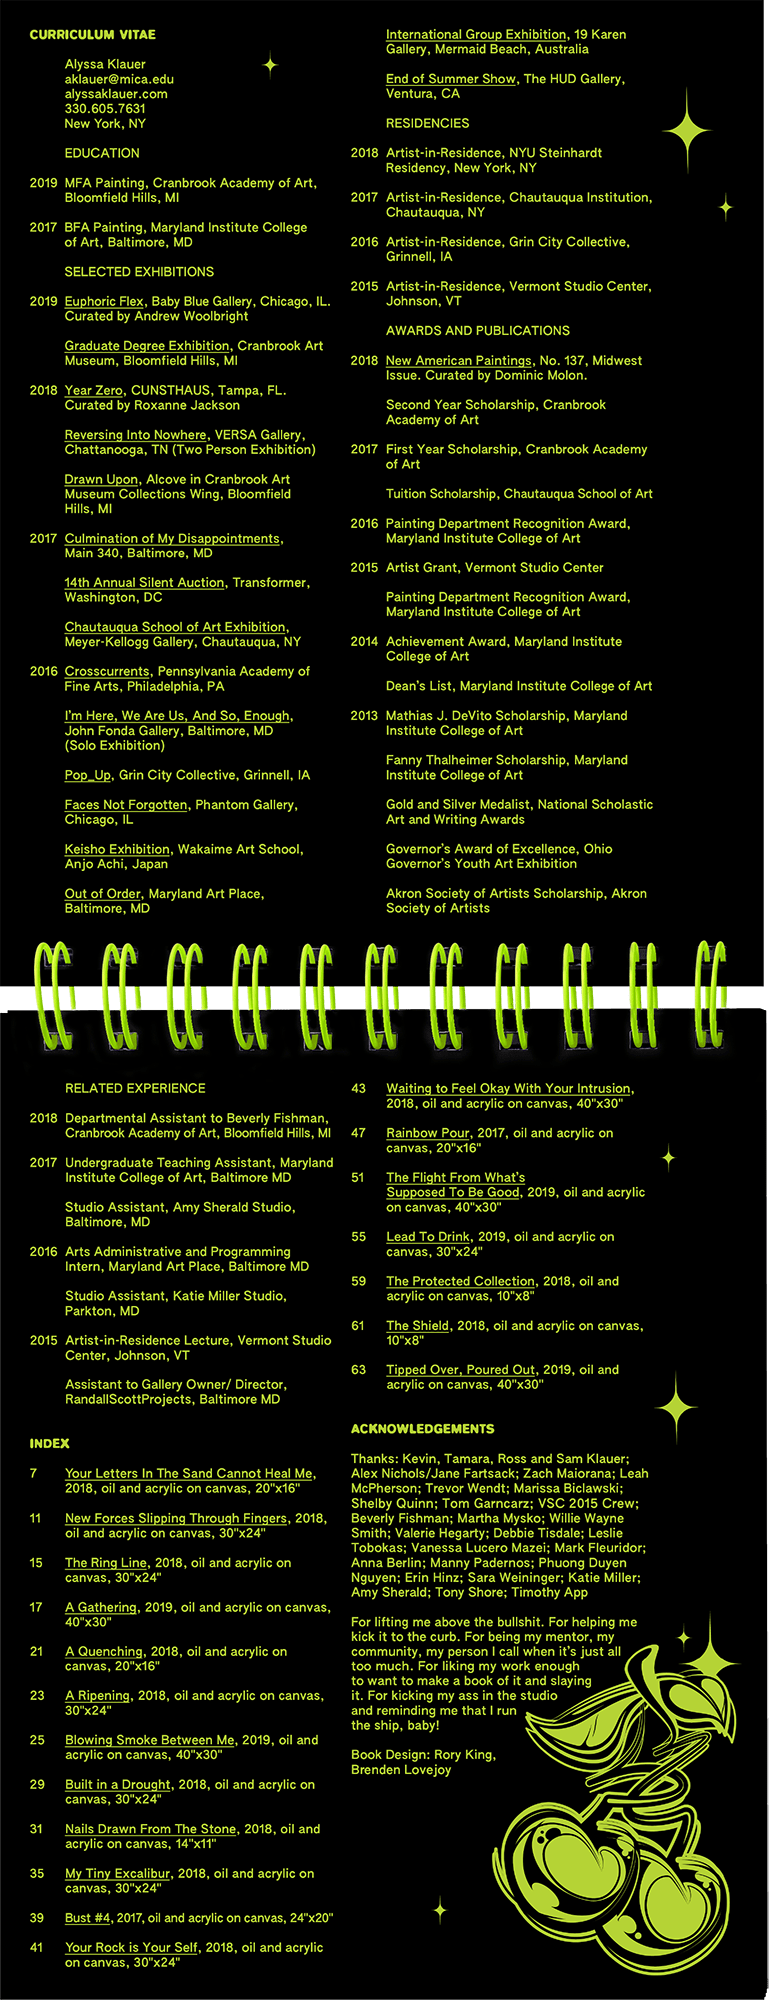 CURRICULUM VITAE
Alyssa Klauer
aklauer@mica.edu
alyssaklauer.com
330.605.7631
New York, NY
EDUCATION
2019 MFA Painting, Cranbrook Academy of Art,
Bloomfield Hills, MI
2017 BFA Painting, Maryland Institute College
of Art, Baltimore, MD
SELECTED EXHIBITIONS
2019 Euphoric Flex, Baby Blue Gallery, Chicago, IL.
Curated by Andrew Woolbright
Graduate Degree Exhibition, Cranbrook Art
Museum, Bloomfield Hills, MI
2018 Year Zero, CUNSTHAUS, Tampa, FL.
Curated by Roxanne Jackson
Reversing Into Nowhere, VERSA Gallery,
Chattanooga, TN (Two Person Exhibition)
Drawn Upon, Alcove in Cranbrook Art
Museum Collections Wing, Bloomfield
Hills, MI
2017 Culmination of My Disappointments,
Main 340, Baltimore, MD
14th Annual Silent Auction, Transformer,
Washington, DC
Chautauqua School of Art Exhibition,
Meyer-Kellogg Gallery, Chautauqua, NY
2016 Crosscurrents, Pennsylvania Academy of
Fine Arts, Philadelphia, PA
I'm Here, We Are Us, And So, Enough,
John Fonda Gallery, Baltimore, MD
(Solo Exhibition)
Pop_Up, Grin City Collective, Grinnell, IA
Faces Not Forgotten, Phantom Gallery,
Chicago, IL
Keisho Exhibition, Wakaime Art School,
Anjo Achi, Japan
Out of Order, Maryland Art Place,
Baltimore, MD
International Group Exhibition, 19 Karen
Gallery, Mermaid Beach, Australia
End of Summer Show, The HUD Gallery,
Ventura, CA
RESIDENCIES
2018 Artist-in-Residence, NYU Steinhardt
Residency, New York, NY
2017 Artist-in-Residence, Chautauqua Institution,
Chautauqua, NY
2016 Artist-in-Residence, Grin City Collective,
Grinnell, IA
2015 Artist-in-Residence, Vermont Studio Center,
Johnson, VT
AWARDS AND PUBLICATIONS
2018 New American Paintings, No. 137, Midwest
Issue. Curated by Dominic Molon.
Second Year Scholarship, Cranbrook
Academy of Art
2017 First Year Scholarship, Cranbrook Academy
of Art
Tuition Scholarship, Chautauqua School of Art
2016 Painting Department Recognition Award,
Maryland Institute College of Art
2015 Artist Grant, Vermont Studio Center
Painting Department Recognition Award,
Maryland Institute College of Art
2014 Achievement Award, Maryland Institute
College of Art
Dean's List, Maryland Institute College of Art
2013 Mathias J. DeVito Scholarship, Maryland
Institute College of Art
Fanny Thalheimer Scholarship, Maryland
Institute College of Art
Gold and Silver Medalist, National Scholastic
Art and Writing Awards
Governor's Award of Excellence, Ohio
Governor's Youth Art Exhibition
Akron Society of Artists Scholarship, Akron
Society of Artists
RELATED EXPERIENCE
2018 Departmental Assistant to Beverly Fishman,
Cranbrook Academy of Art, Bloomfield Hills, MI
2017 Undergraduate Teaching Assistant, Maryland
Institute College of Art, Baltimore MD
Studio Assistant, Amy Sherald Studio,
Baltimore, MD
2016 Arts Administrative and Programming
Intern, Maryland Art Place, Baltimore MD
Studio Assistant, Katie Miller Studio,
Parkton, MD
2015 Artist-in-Residence Lecture, Vermont Studio
Center, Johnson, VT
Assistant to Gallery Owner/ Director,
RandallScottProjects, Baltimore MD
INDEX
7 Your Letters In The Sand Cannot Heal Me,
2018, oil and acrylic on canvas, 20"x16"
11 New Forces Slipping Through Fingers, 2018,
oil and acrylic on canvas, 30"x24"
15 The Ring Line, 2018, oil and acrylic on
canvas, 30"x24"
17 A Gathering, 2019, oil and acrylic on canvas,
40"x30"
21 A Quenching, 2018, oil and acrylic on
canvas, 20"x16"
23 A Ripening, 2018, oil and acrylic on canvas,
30"x24"
25 Blowing Smoke Between Me, 2019, oil and
acrylic on canvas, 40"x30"
29 Built in a Drought, 2018, oil and acrylic on
canvas, 30"x24"
31 Nails Drawn From The Stone, 2018, oil and
acrylic on canvas, 14"x11"
35 My Tiny Excalibur, 2018, oil and acrylic on
canvas, 30"x24"
39 Bust #4, 2017, oil and acrylic on canvas, 24"x20"
41 Your Rock is Your Self, 2018, oil and acrylic
on canvas, 30"x24"
43 Waiting to Feel Okay With Your Intrusion,
2018, oil and acrylic on canvas, 40"x30"
47 Rainbow Pour, 2017, oil and acrylic on
canvas, 20"x16"
51 The Flight From What's
Supposed To Be Good, 2019, oil and acrylic
on canvas, 40"x30"
55 Lead To Drink, 2019, oil and acrylic on
canvas, 30"x24"
59 The Protected Collection, 2018, oil and
acrylic on canvas, 10"x8"
61 The Shield, 2018, oil and acrylic on canvas,
10"x8"
63 Tipped Over, Poured Out, 2019, oil and
acrylic on canvas, 40"x30"
ACKNOWLEDGEMENTS
Thanks: Kevin, Tamara, Ross and Sam Klauer;
Alex Nichols/Jane Fartsack; Zach Maiorana; Leah
McPherson; Trevor Wendt; Marissa Biclawski;
Shelby Quinn; Tom Garncarz; VSC 2015 Crew;
Beverly Fishman; Martha Mysko; Willie Wayne
Smith; Valerie Hegarty; Debbie Tisdale; Leslie
Tobokas; Vanessa Lucero Mazei; Mark Fleuridor;
Anna Berlin; Manny Padernos; Phuong Duyen
Nguyen; Erin Hinz; Sara Weininger; Katie Miller;
Amy Sherald; Tony Shore; Timothy App
For lifting me above the bullshit. For helping me
kick it to the curb. For being my mentor, my
community, my person I call when it's just all
too much. For liking my work enough
to want to make a book of it and slaying
it. For kicking my ass in the studio
and reminding me that I run
the ship, baby!
Book Design: Rory King,
Brenden Lovejoy